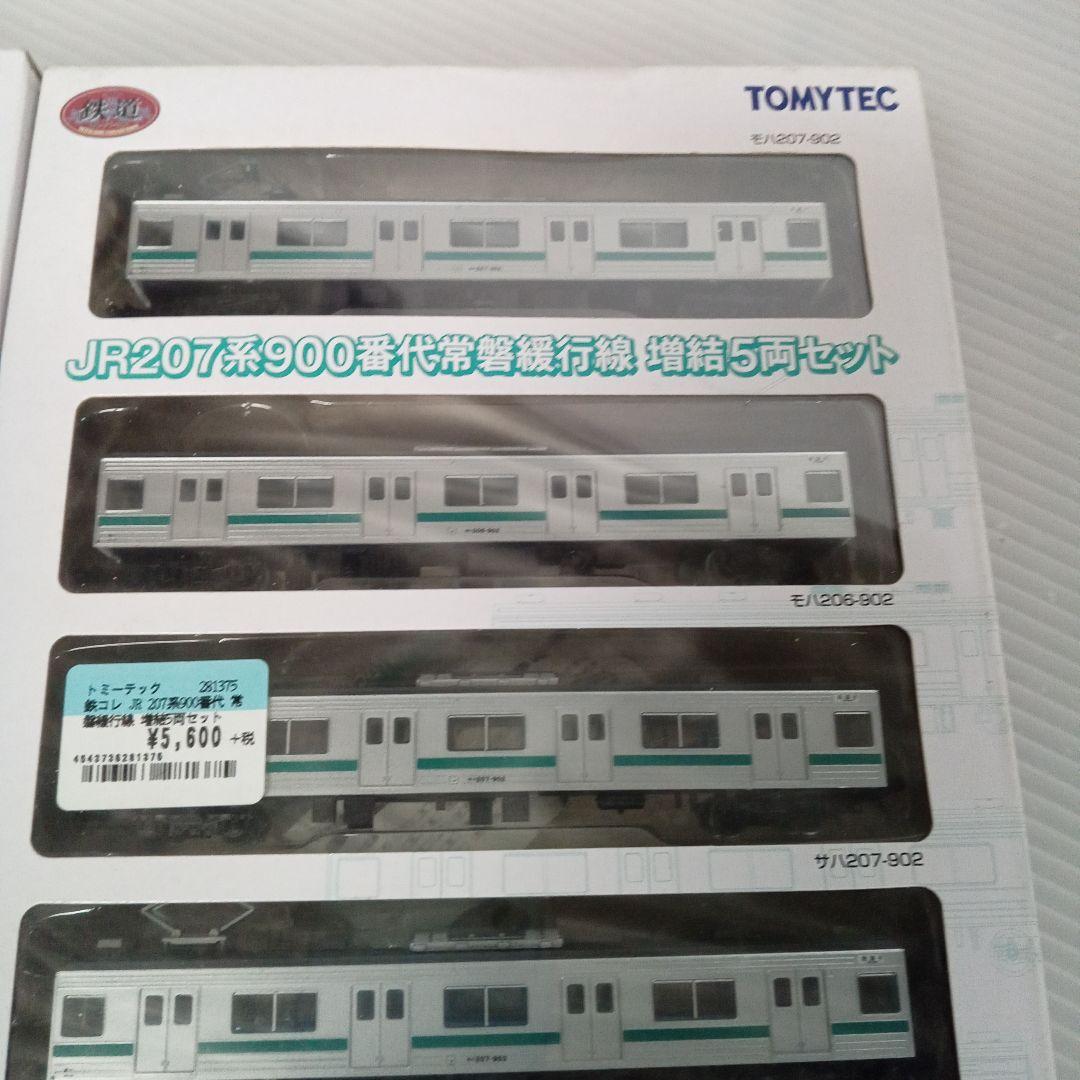 鉄道
TOMYTEC
モハ207-902
JR207系900番代常磐緩行線 増結5両セット
モハ206-902
トミーテック 281375
鉄コレ JR 207系900番代 常
磐緩行線 増結5両セット
¥5,600 +税
4543736281376
サハ207-902